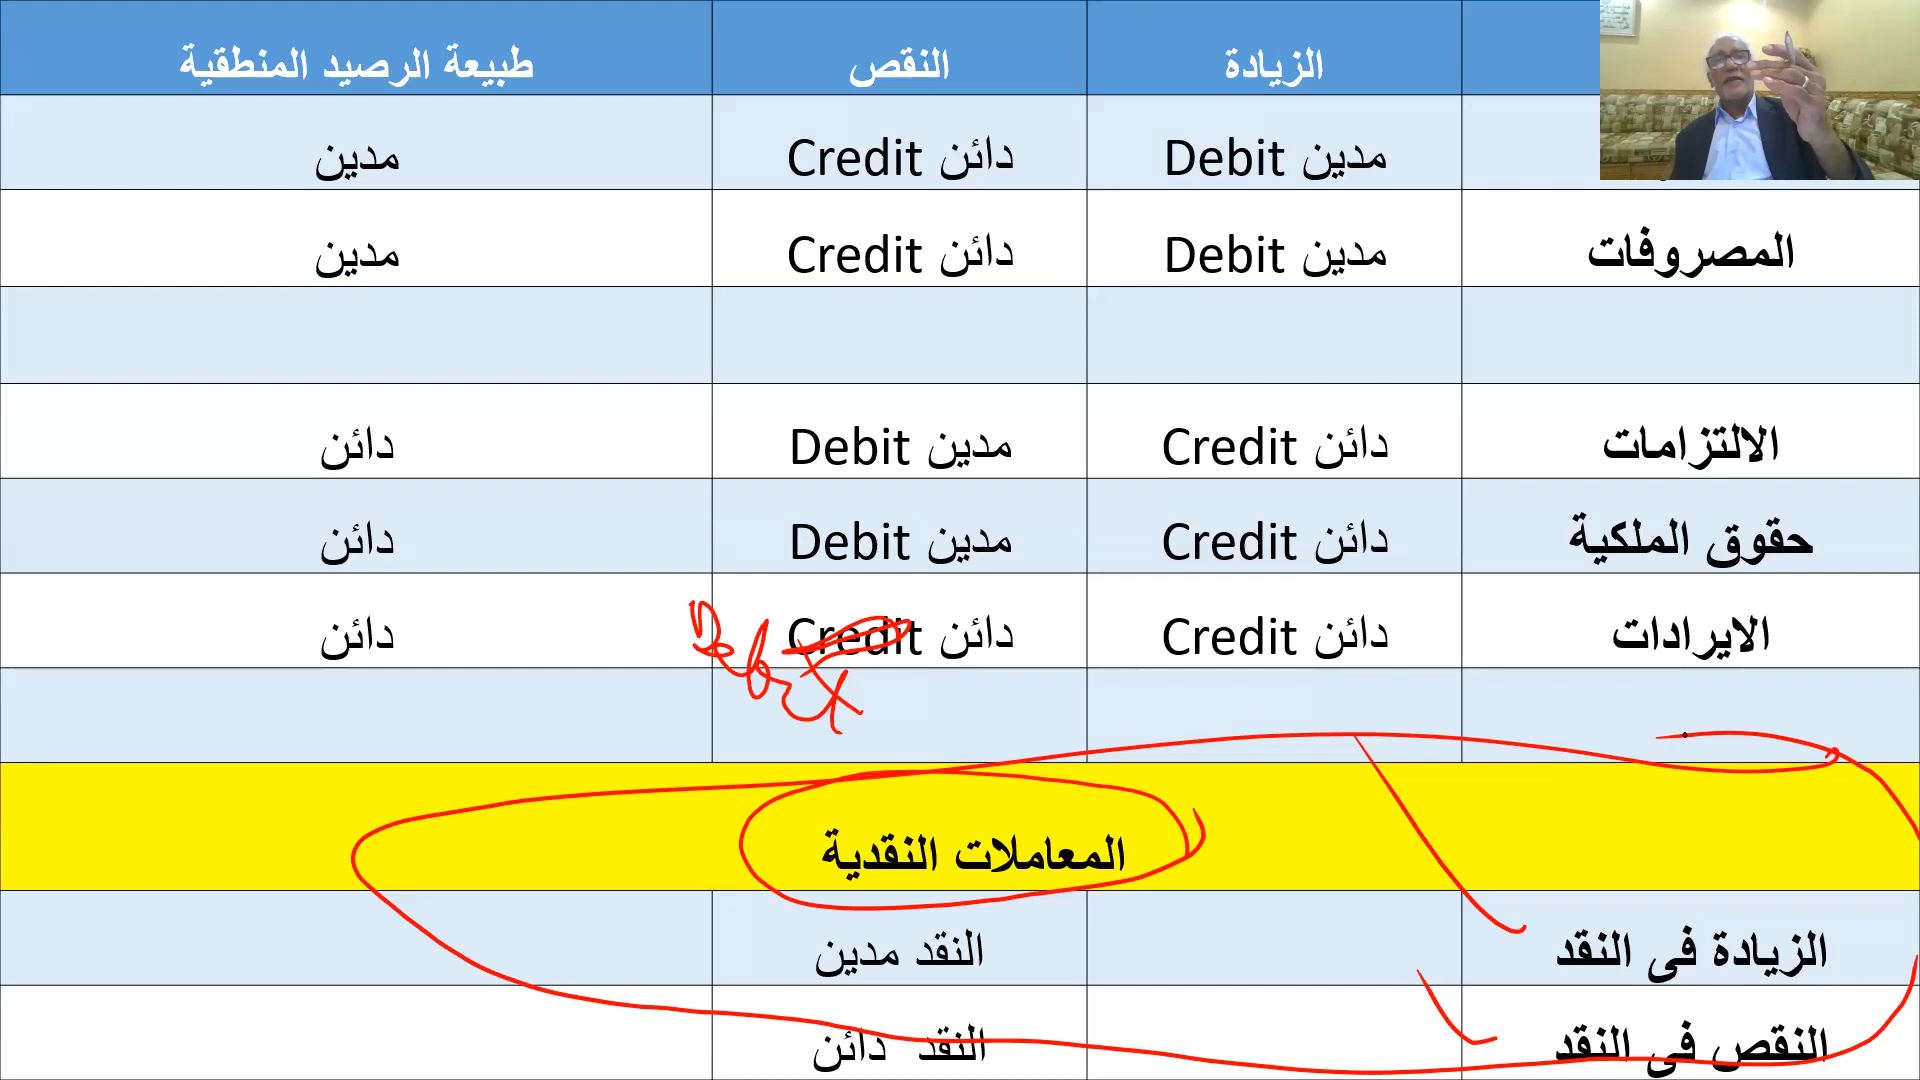 الزيادة النقص طبيعة الرصيد المنطقية
مدين Debit دائن Credit مدين
المصروفات مدين Debit دائن Credit مدين
الالتزامات دائن Credit مدين Debit دائن
حقوق الملكية دائن Credit مدين Debit دائن
الايرادات دائن Credit دائن Credit دائن
Debit
المعاملات النقدية
الزيادة فى النقد النقد مدين
النقص فى النقد النقد دائن